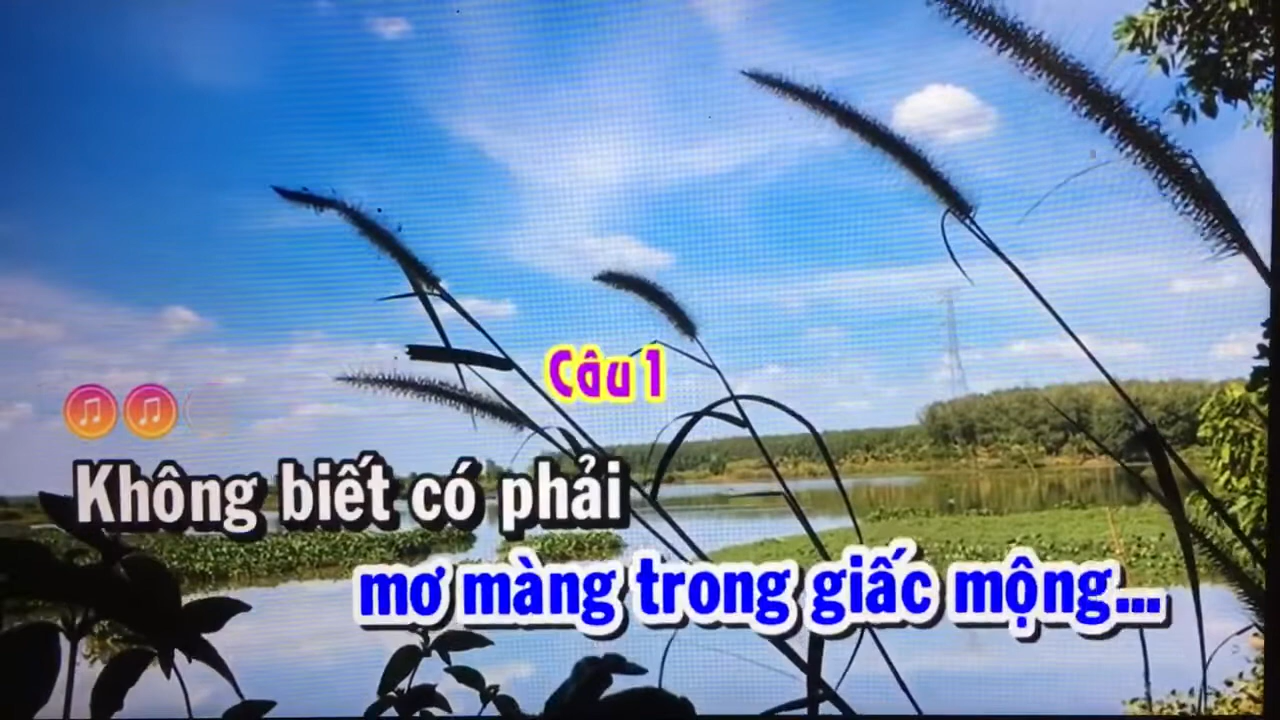 Câu 1
Không biết có phải
mơ màng trong giấc mộng...